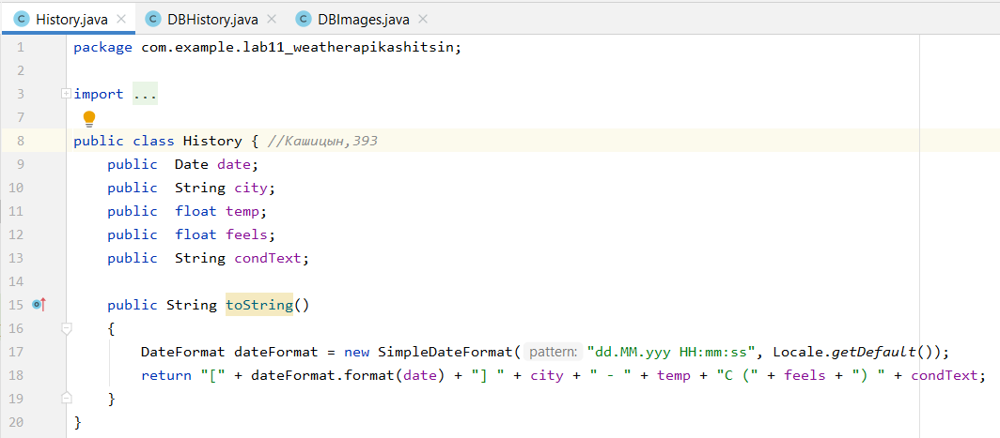 History.java DBHistory.java DBImages.java
1 package com.example.lab11_weatherapikashitsin;
2
3 import ...
7
8 public class History { //Кашицын,393
9 public  Date date;
10 public  String city;
11 public  float temp;
12 public  float feels;
13 public  String condText;
14
15 public String toString()
16 {
17 DateFormat dateFormat = new SimpleDateFormat( pattern: "dd.MM.yyy HH:mm:ss", Locale.getDefault());
18 return "[" + dateFormat.format(date) + "] " + city + " - " + temp + "C (" + feels + ") " + condText;
19 }
20 }